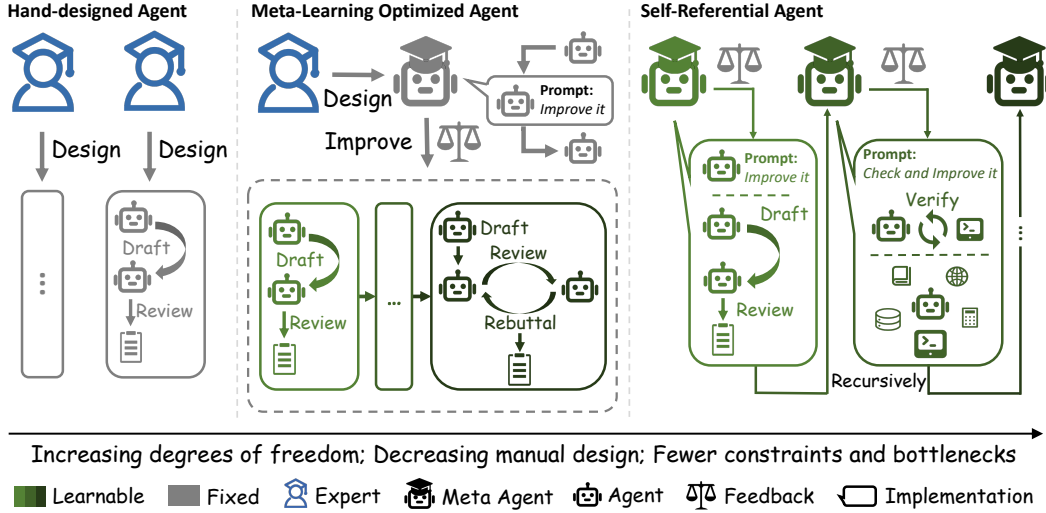 Hand-designed Agent
Design
Design
...
Draft
Review
Meta-Learning Optimized Agent
Design
Prompt:
Improve it
Improve
Draft
Review
...
Draft
Review
Rebuttal
Self-Referential Agent
Prompt:
Improve it
Draft
Review
Prompt:
Check and Improve it
Verify
...
Recursively
Increasing degrees of freedom; Decreasing manual design; Fewer constraints and bottlenecks
Learnable
Fixed
Expert
Meta Agent
Agent
Feedback
Implementation